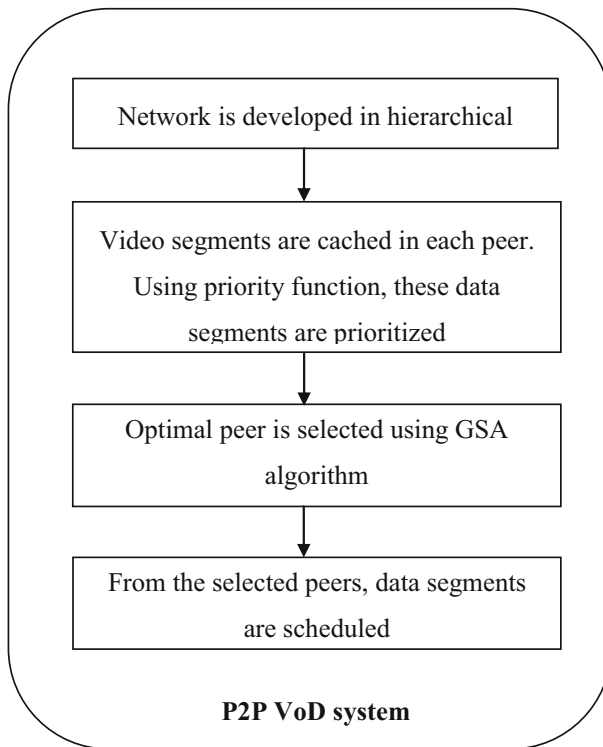 Network is developed in hierarchical
Video segments are cached in each peer.
Using priority function, these data
segments are prioritized
Optimal peer is selected using GSA
algorithm
From the selected peers, data segments
are scheduled
P2P VoD system